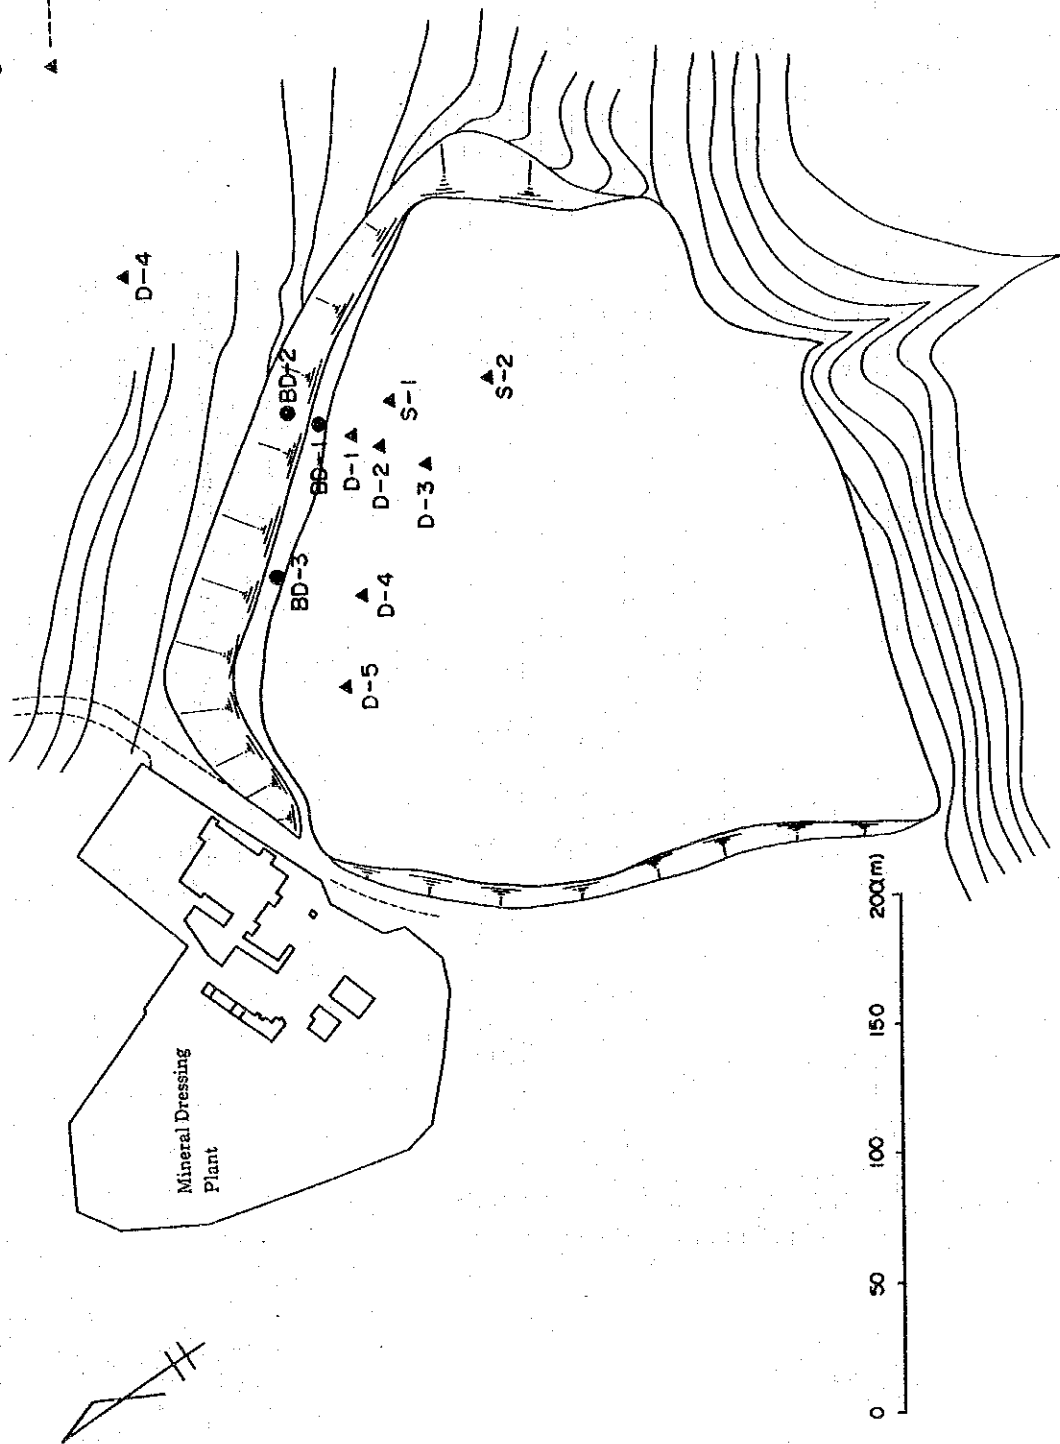 D-4
BD-2
BD-1
S-1
S-2
D-1
D-2
D-3
BD-3
D-4
D-5
Mineral Dressing
Plant
0 50 100 150 200(m)